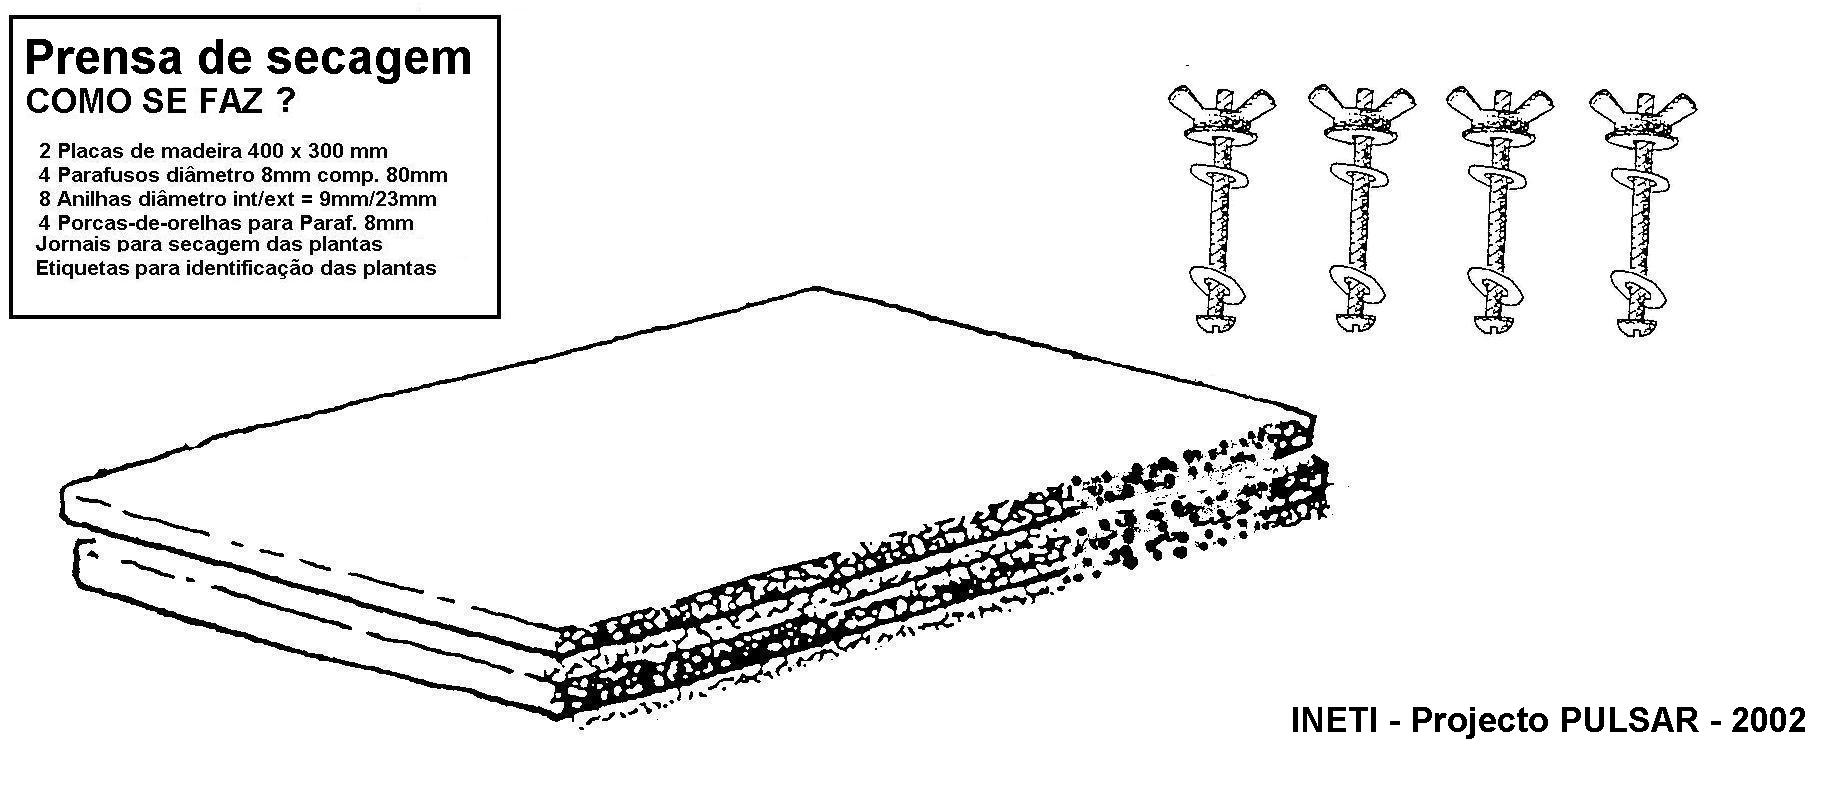 Prensa de secagem
COMO SE FAZ ?
2 Placas de madeira 400 x 300 mm
4 Parafusos diâmetro 8mm comp. 80mm
8 Anilhas diâmetro int/ext = 9mm/23mm
4 Porcas-de-orelhas para Paraf. 8mm
Jornais para secagem das plantas
Etiquetas para identificação das plantas
INETI - Projecto PULSAR - 2002